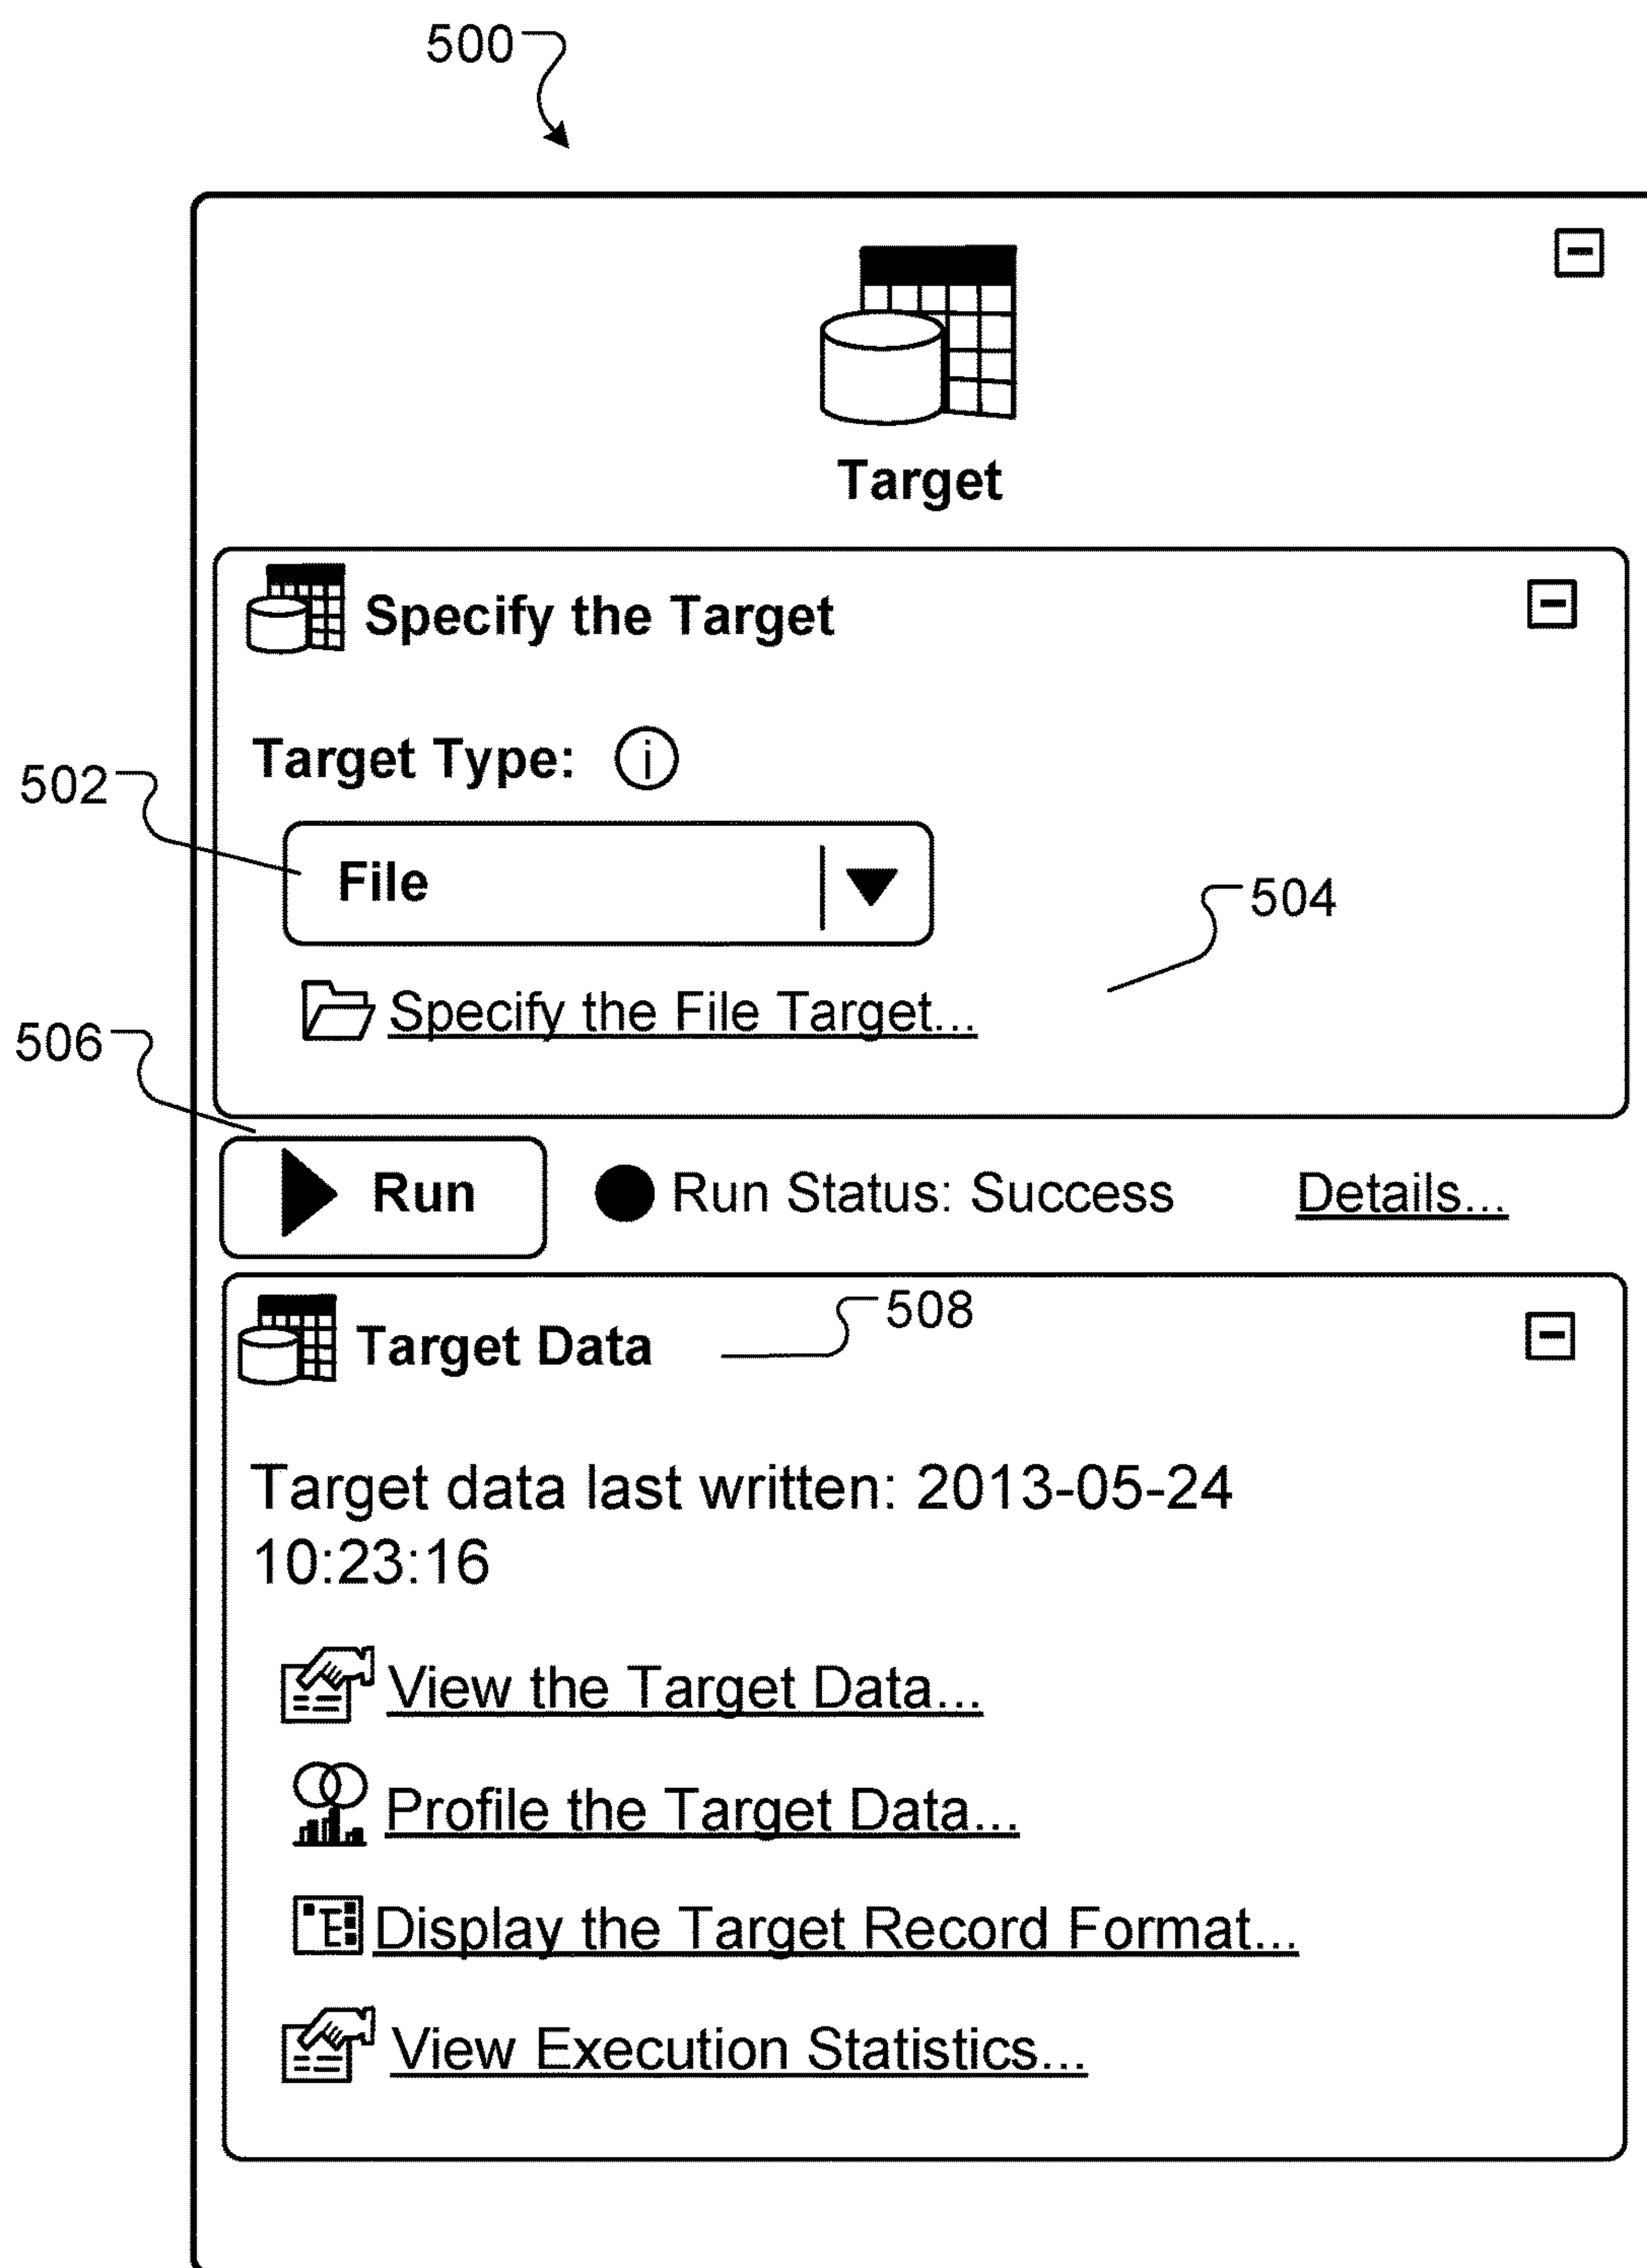 500
Target
Specify the Target
Target Type: i
502
File
504
Specify the File Target...
506
Run Run Status: Success Details...
508
Target Data
Target data last written: 2013-05-24
10:23:16
View the Target Data...
Profile the Target Data...
Display the Target Record Format...
View Execution Statistics...